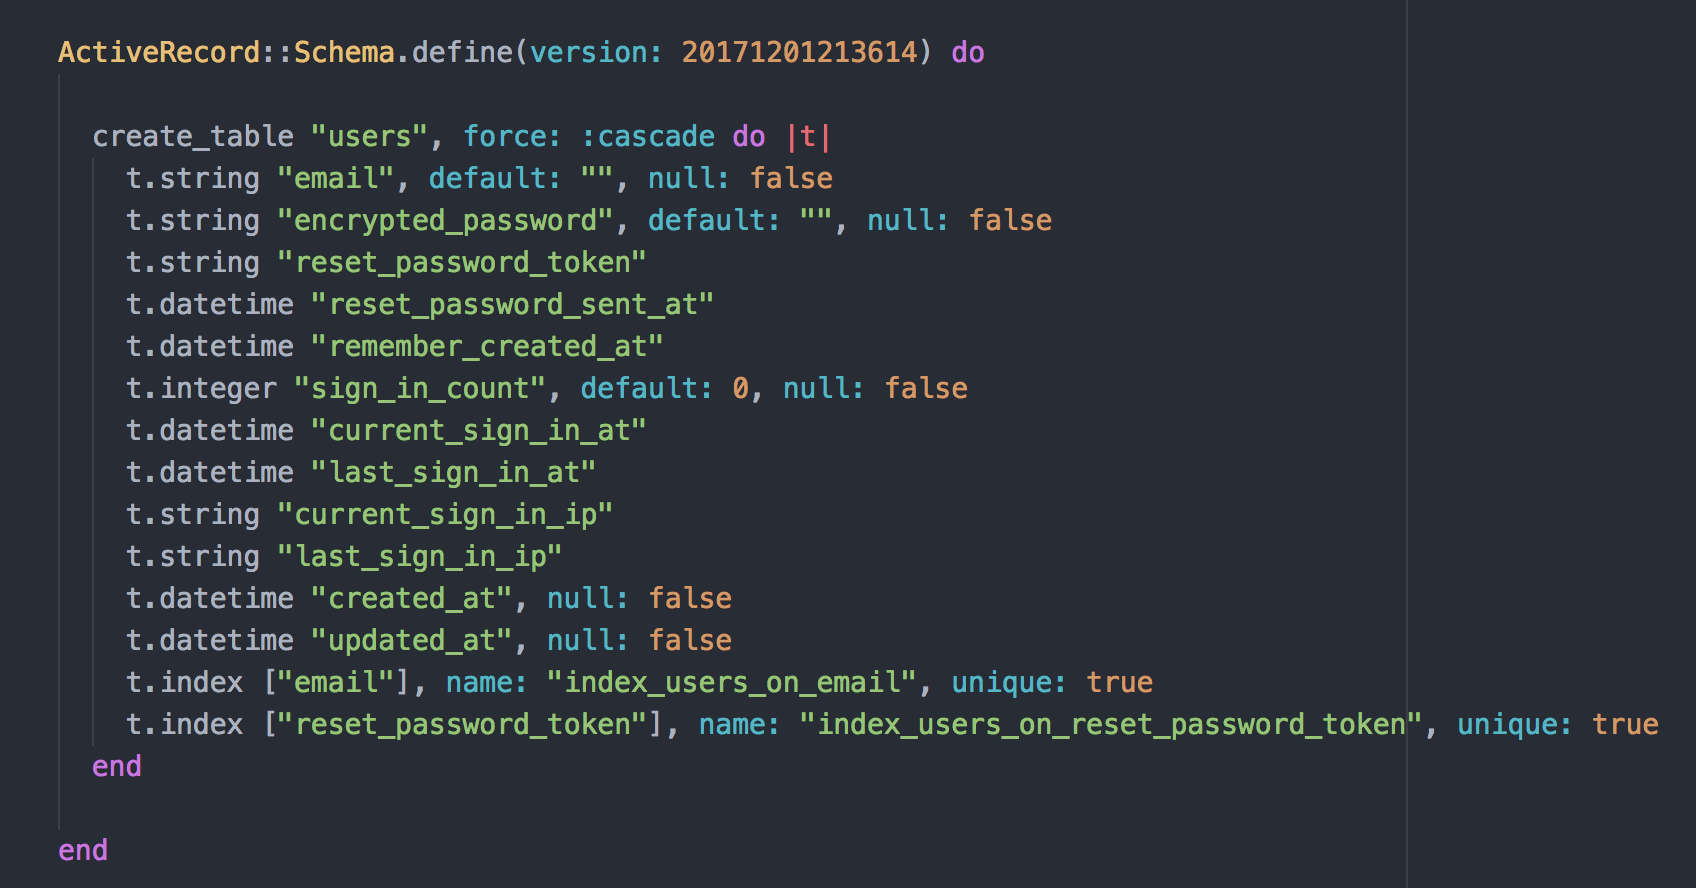 ActiveRecord::Schema.define(version: 20171201213614) do
create_table "users", force: :cascade do |t|
t.string "email", default: "", null: false
t.string "encrypted_password", default: "", null: false
t.string "reset_password_token"
t.datetime "reset_password_sent_at"
t.datetime "remember_created_at"
t.integer "sign_in_count", default: 0, null: false
t.datetime "current_sign_in_at"
t.datetime "last_sign_in_at"
t.string "current_sign_in_ip"
t.string "last_sign_in_ip"
t.datetime "created_at", null: false
t.datetime "updated_at", null: false
t.index ["email"], name: "index_users_on_email", unique: true
t.index ["reset_password_token"], name: "index_users_on_reset_password_token", unique: true
end
end